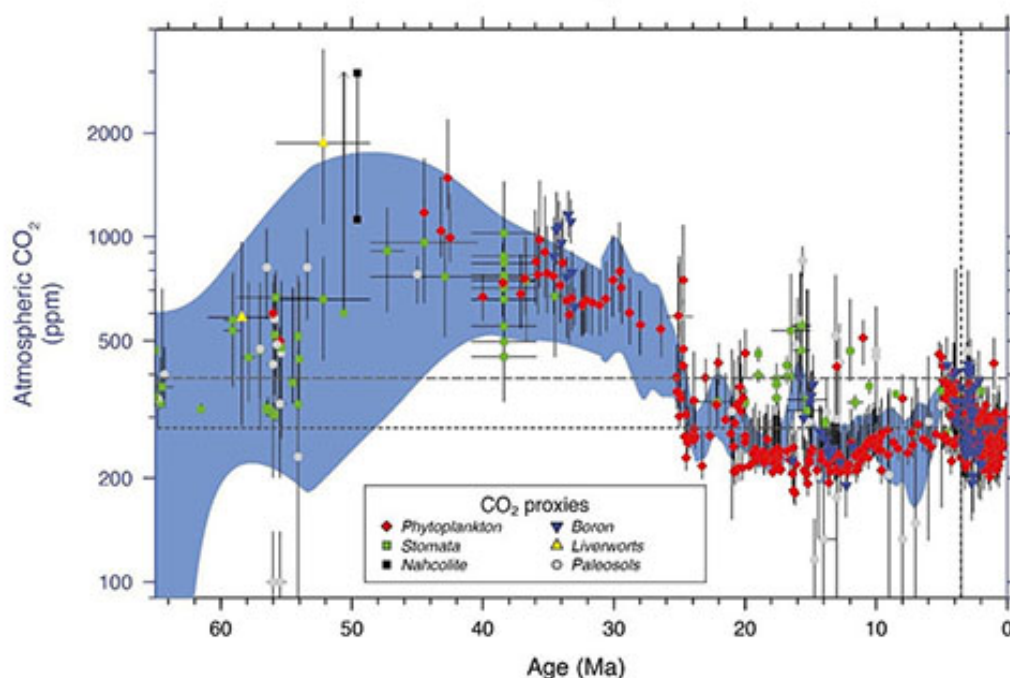 2000
1000
500
200
100
Atmospheric CO2
(ppm)
CO2 proxies
Phytoplankton
Boron
Stomata
Liverworts
Nahcolite
Paleosols
60
50
40
30
20
10
0
Age (Ma)